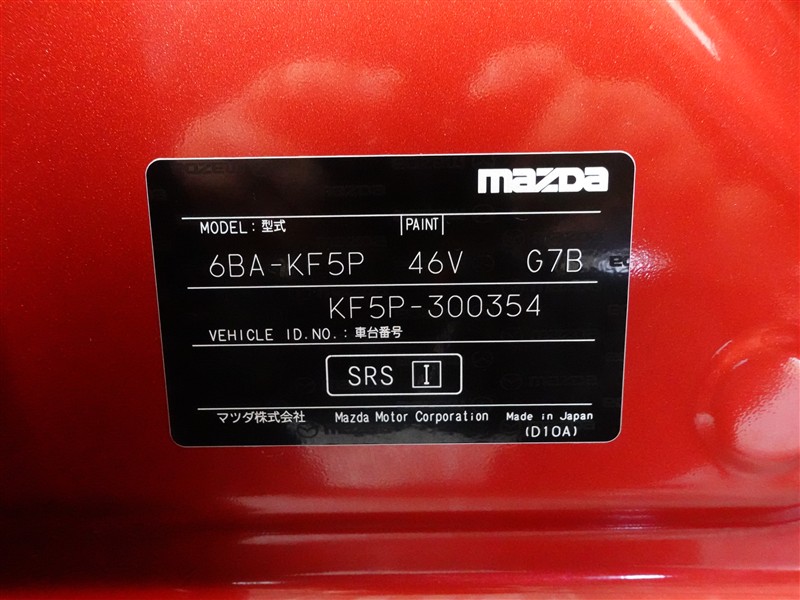 mazda
MODEL: 型式 PAINT
6BA-KF5P 46V G7B
KF5P-300354
VEHICLE ID.NO.: 車台番号
SRS I
マツダ株式会社 Mazda Motor Corporation Made in Japan
(D10A)